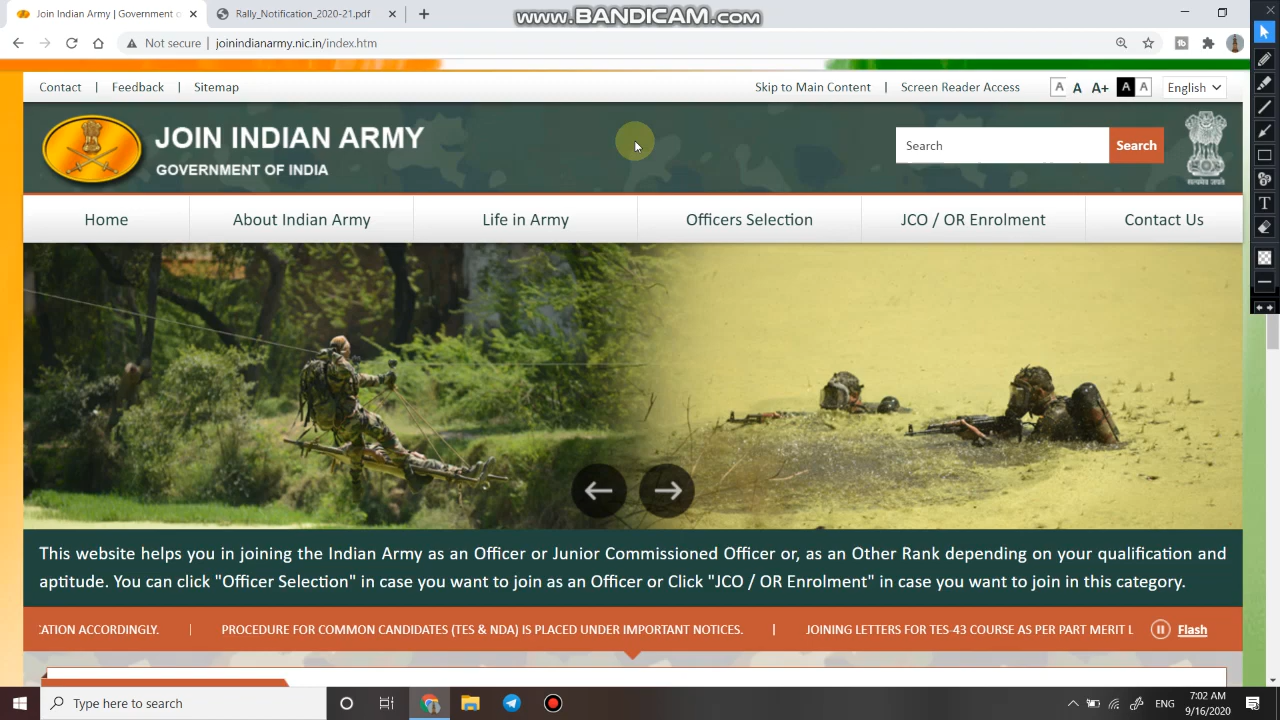 Join Indian Army | Government o
Rally_Notification_2020-21.pdf
www.BANDICAM.com
Not secure | joinindianarmy.nic.in/index.htm
Contact | Feedback | Sitemap
Skip to Main Content | Screen Reader Access
A A A+ A A English
JOIN INDIAN ARMY
GOVERNMENT OF INDIA
Search Search
सत्यमेव जयते
Home About Indian Army Life in Army Officers Selection JCO / OR Enrolment Contact Us
This website helps you in joining the Indian Army as an Officer or Junior Commissioned Officer or, as an Other Rank depending on your qualification and
aptitude. You can click "Officer Selection" in case you want to join as an Officer or Click "JCO / OR Enrolment" in case you want to join in this category.
CATION ACCORDINGLY. | PROCEDURE FOR COMMON CANDIDATES (TES & NDA) IS PLACED UNDER IMPORTANT NOTICES. | JOINING LETTERS FOR TES-43 COURSE AS PER PART MERIT L Flash
Type here to search
ENG
7:02 AM
9/16/2020